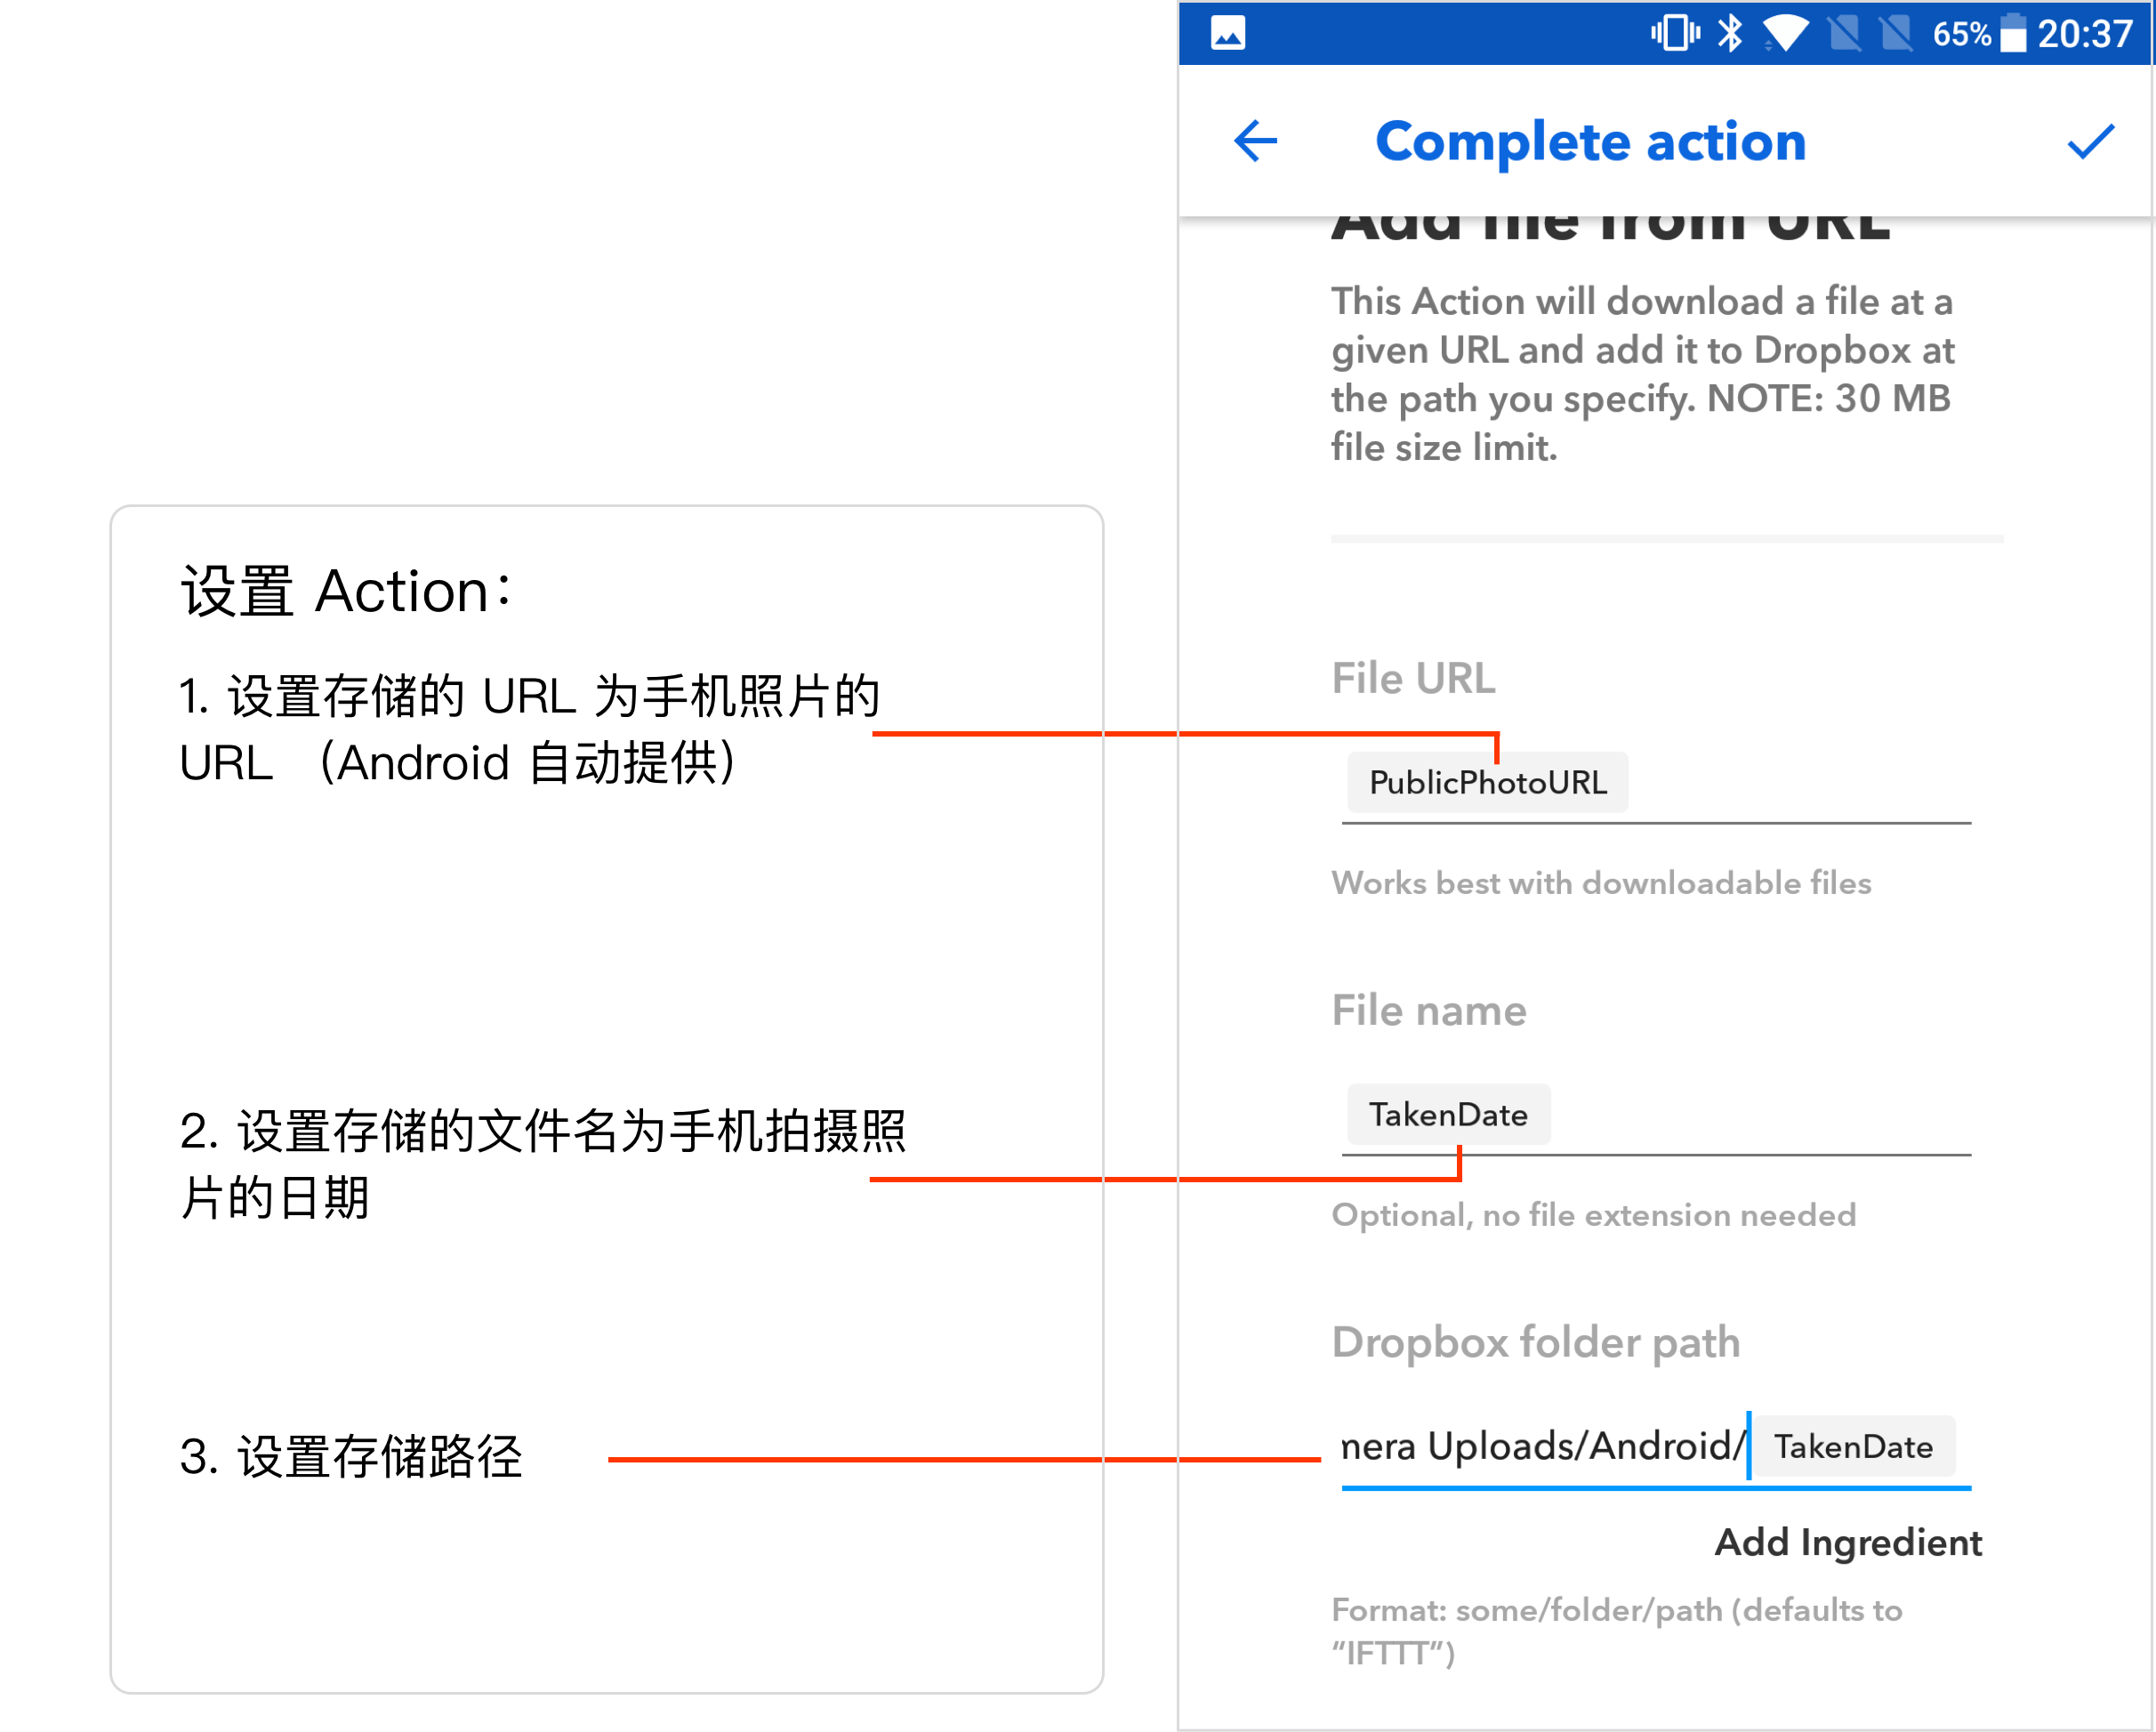 设置 Action：
1. 设置存储的 URL 为手机照片的
URL （Android 自动提供）
2. 设置存储的文件名为手机拍摄照
片的日期
3. 设置存储路径
65% 20:37
Complete action
Add file from URL
This Action will download a file at a
given URL and add it to Dropbox at
the path you specify. NOTE: 30 MB
file size limit.
File URL
PublicPhotoURL
Works best with downloadable files
File name
TakenDate
Optional, no file extension needed
Dropbox folder path
mera Uploads/Android/ TakenDate
Add Ingredient
Format: some/folder/path (defaults to
“IFTTT”)